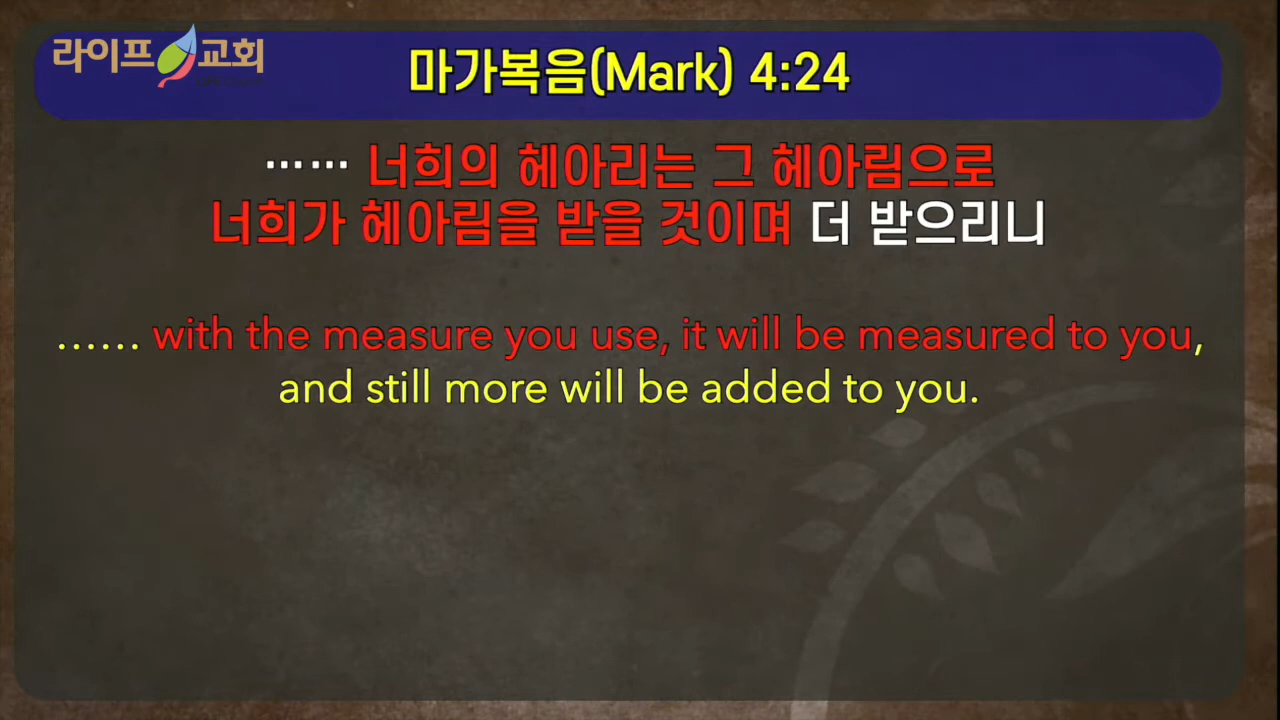 라이프교회
마가복음(Mark) 4:24
…… 너희의 헤아리는 그 헤아림으로
너희가 헤아림을 받을 것이며 더 받으리니
…… with the measure you use, it will be measured to you,
and still more will be added to you.